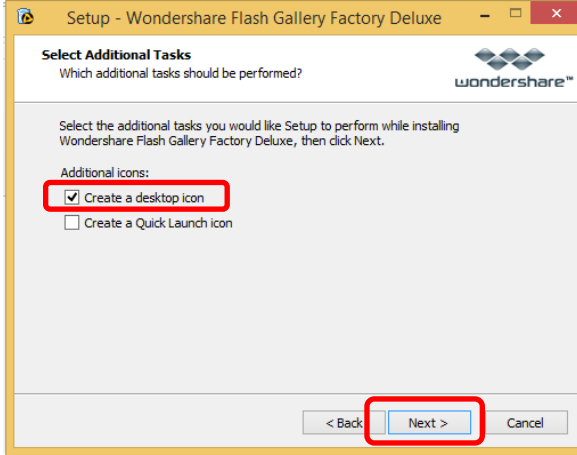 Setup - Wondershare Flash Gallery Factory Deluxe
Select Additional Tasks
Which additional tasks should be performed?
wondershare™
Select the additional tasks you would like Setup to perform while installing
Wondershare Flash Gallery Factory Deluxe, then click Next.
Additional icons:
Create a desktop icon
Create a Quick Launch icon
< Back
Next >
Cancel